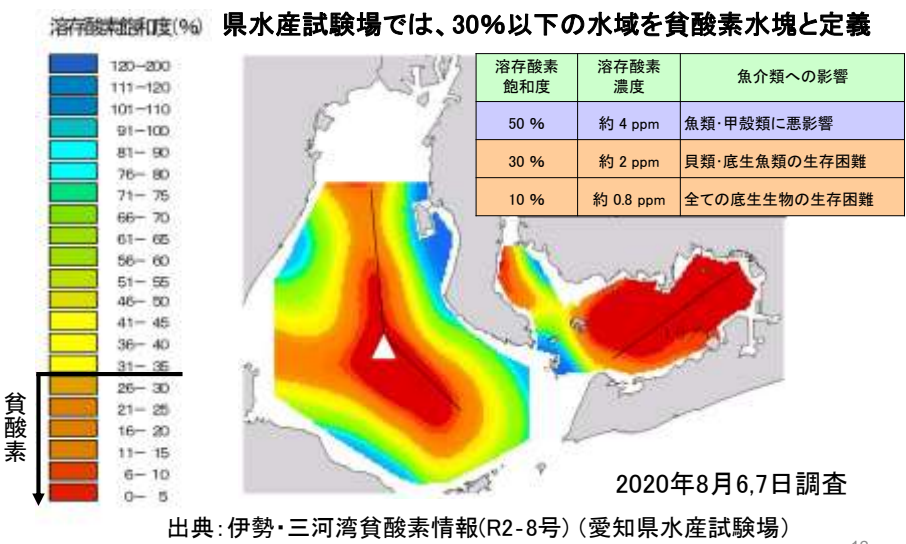 溶存酸素飽和度(%)
県水産試験場では、30%以下の水域を貧酸素水塊と定義
120-200
111-120
101-110
91-100
81- 90
76- 80
71- 75
66- 70
61- 65
56- 60
51- 55
46- 50
41- 45
36- 40
31- 35
26- 30
21- 25
16- 20
11- 15
6- 10
0- 5
貧酸素
溶存酸素飽和度 溶存酸素濃度 魚介類への影響
50 % 約 4 ppm 魚類・甲殻類に悪影響
30 % 約 2 ppm 貝類・底生魚類の生存困難
10 % 約 0.8 ppm 全ての底生生物の生存困難
2020年8月6,7日調査
出典：伊勢・三河湾貧酸素情報(R2-8号)（愛知県水産試験場）